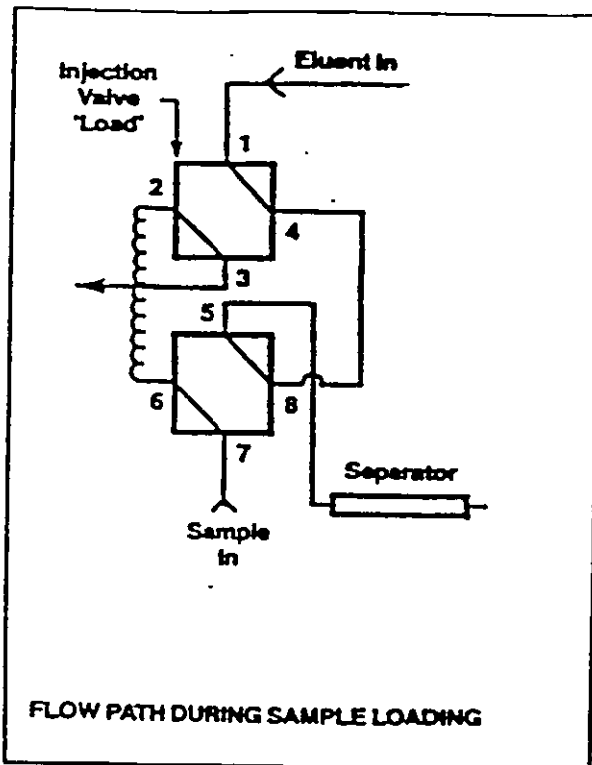 Eluent In
Injection
Valve
"Load"
1
2
4
3
5
6
8
7
Separator
Sample
In
FLOW PATH DURING SAMPLE LOADING